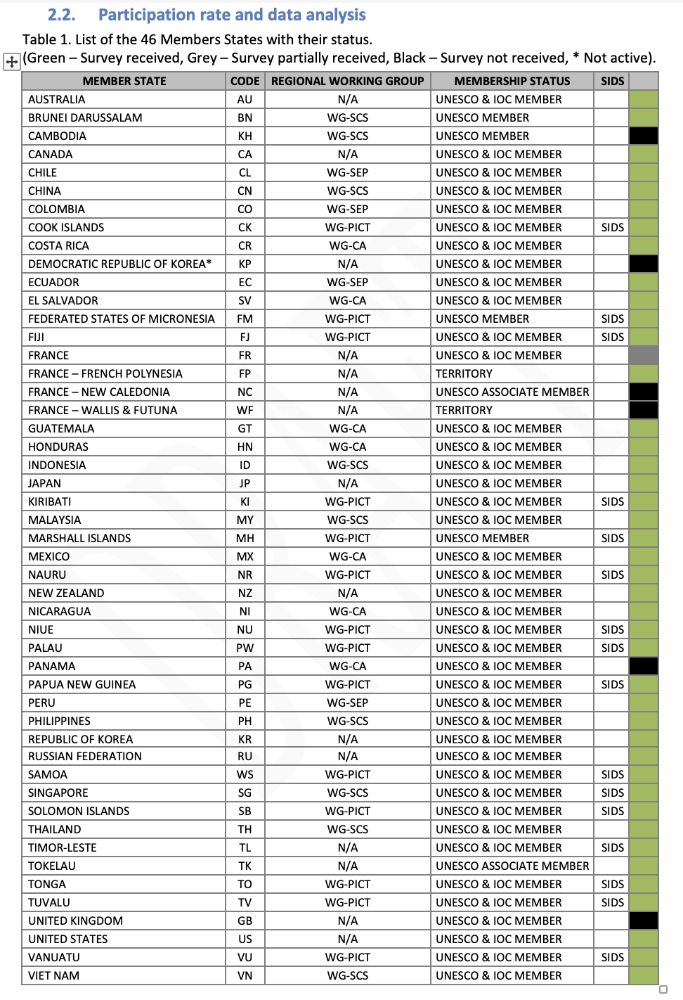 2.2. Participation rate and data analysis
Table 1. List of the 46 Members States with their status.
(Green – Survey received, Grey – Survey partially received, Black – Survey not received, * Not active).
MEMBER STATE CODE REGIONAL WORKING GROUP MEMBERSHIP STATUS SIDS
AUSTRALIA AU N/A UNESCO & IOC MEMBER
BRUNEI DARUSSALAM BN WG-SCS UNESCO MEMBER
CAMBODIA KH WG-SCS UNESCO MEMBER
CANADA CA N/A UNESCO & IOC MEMBER
CHILE CL WG-SEP UNESCO & IOC MEMBER
CHINA CN WG-SCS UNESCO & IOC MEMBER
COLOMBIA CO WG-SEP UNESCO & IOC MEMBER
COOK ISLANDS CK WG-PICT UNESCO & IOC MEMBER SIDS
COSTA RICA CR WG-CA UNESCO & IOC MEMBER
DEMOCRATIC REPUBLIC OF KOREA* KP N/A UNESCO & IOC MEMBER
ECUADOR EC WG-SEP UNESCO & IOC MEMBER
EL SALVADOR SV WG-CA UNESCO & IOC MEMBER
FEDERATED STATES OF MICRONESIA FM WG-PICT UNESCO MEMBER SIDS
FIJI FJ WG-PICT UNESCO & IOC MEMBER SIDS
FRANCE FR N/A UNESCO & IOC MEMBER
FRANCE – FRENCH POLYNESIA FP N/A TERRITORY
FRANCE – NEW CALEDONIA NC N/A UNESCO ASSOCIATE MEMBER
FRANCE – WALLIS & FUTUNA WF N/A TERRITORY
GUATEMALA GT WG-CA UNESCO & IOC MEMBER
HONDURAS HN WG-CA UNESCO & IOC MEMBER
INDONESIA ID WG-SCS UNESCO & IOC MEMBER
JAPAN JP N/A UNESCO & IOC MEMBER
KIRIBATI KI WG-PICT UNESCO & IOC MEMBER SIDS
MALAYSIA MY WG-SCS UNESCO & IOC MEMBER
MARSHALL ISLANDS MH WG-PICT UNESCO MEMBER SIDS
MEXICO MX WG-CA UNESCO & IOC MEMBER
NAURU NR WG-PICT UNESCO & IOC MEMBER SIDS
NEW ZEALAND NZ N/A UNESCO & IOC MEMBER
NICARAGUA NI WG-CA UNESCO & IOC MEMBER
NIUE NU WG-PICT UNESCO & IOC MEMBER SIDS
PALAU PW WG-PICT UNESCO & IOC MEMBER SIDS
PANAMA PA WG-CA UNESCO & IOC MEMBER
PAPUA NEW GUINEA PG WG-PICT UNESCO & IOC MEMBER SIDS
PERU PE WG-SEP UNESCO & IOC MEMBER
PHILIPPINES PH WG-SCS UNESCO & IOC MEMBER
REPUBLIC OF KOREA KR N/A UNESCO & IOC MEMBER
RUSSIAN FEDERATION RU N/A UNESCO & IOC MEMBER
SAMOA WS WG-PICT UNESCO & IOC MEMBER SIDS
SINGAPORE SG WG-SCS UNESCO & IOC MEMBER SIDS
SOLOMON ISLANDS SB WG-PICT UNESCO & IOC MEMBER SIDS
THAILAND TH WG-SCS UNESCO & IOC MEMBER
TIMOR-LESTE TL N/A UNESCO & IOC MEMBER SIDS
TOKELAU TK N/A UNESCO ASSOCIATE MEMBER
TONGA TO WG-PICT UNESCO & IOC MEMBER SIDS
TUVALU TV WG-PICT UNESCO & IOC MEMBER SIDS
UNITED KINGDOM GB N/A UNESCO & IOC MEMBER
UNITED STATES US N/A UNESCO & IOC MEMBER
VANUATU VU WG-PICT UNESCO & IOC MEMBER SIDS
VIET NAM VN WG-SCS UNESCO & IOC MEMBER